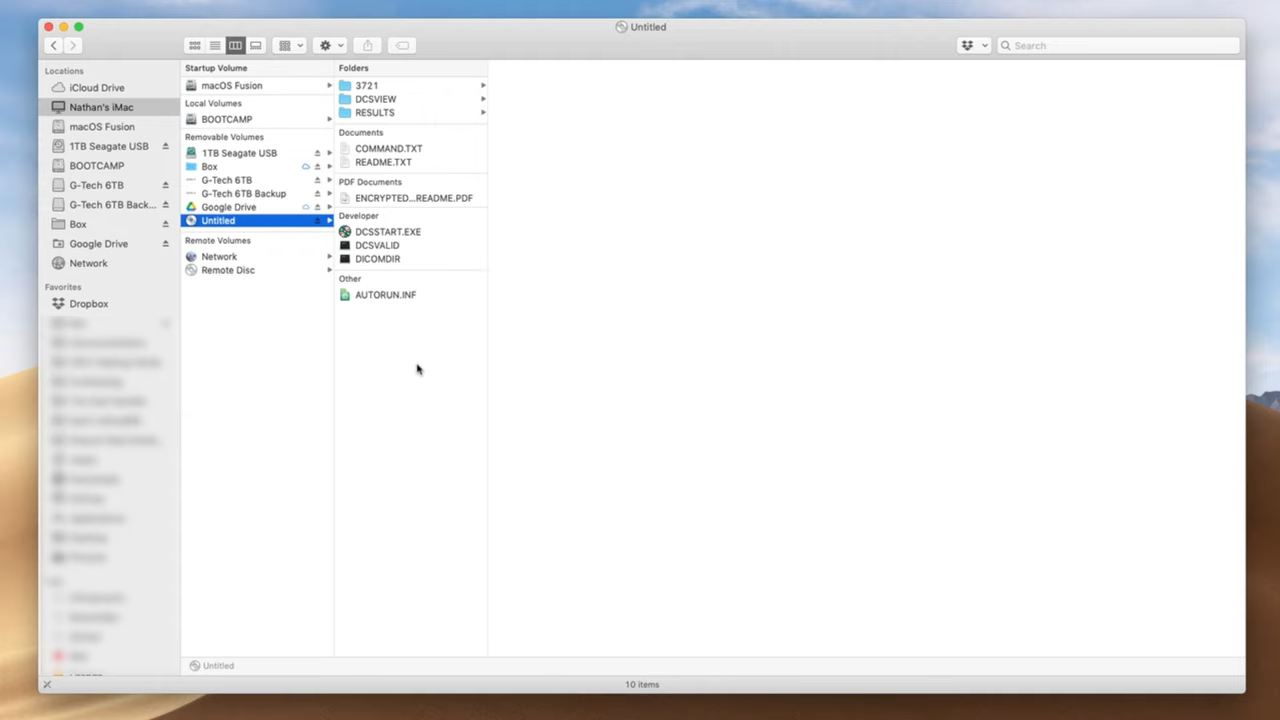 Untitled
Search
Locations
iCloud Drive
Nathan's iMac
macOS Fusion
1TB Seagate USB
BOOTCAMP
G-Tech 6TB
G-Tech 6TB Back...
Box
Google Drive
Network
Favorites
Dropbox
Startup Volume
macOS Fusion
Local Volumes
BOOTCAMP
Removable Volumes
1TB Seagate USB
Box
G-Tech 6TB
G-Tech 6TB Backup
Google Drive
Untitled
Remote Volumes
Network
Remote Disc
Folders
3721
DCSVIEW
RESULTS
Documents
COMMAND.TXT
README.TXT
PDF Documents
ENCRYPTED...README.PDF
Developer
DCSSTART.EXE
DCSVALID
DICOMDIR
Other
AUTORUN.INF
Untitled
10 items